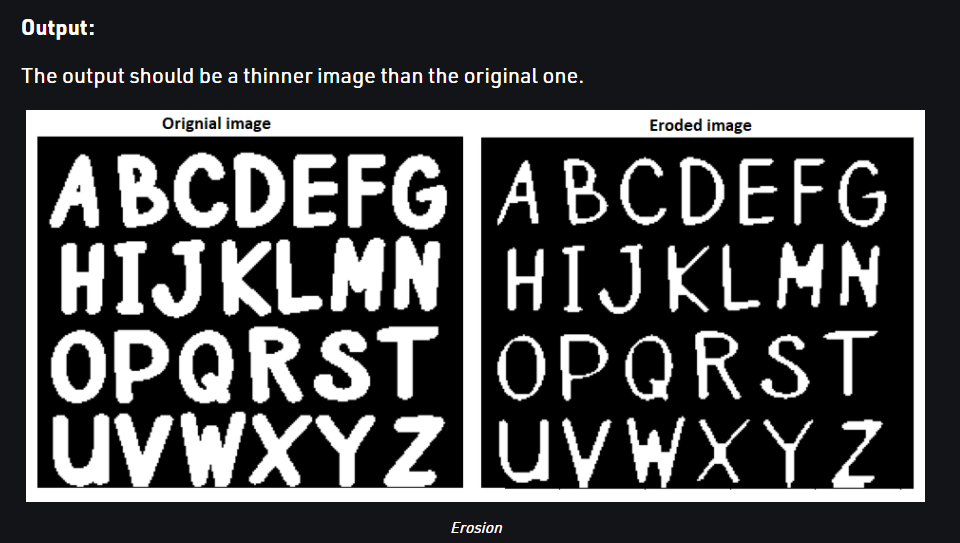 Output:
The output should be a thinner image than the original one.
Orignial image
Eroded image
ABCDEFG
HIJKLMN
OPQRST
UVWXYZ
ABCDEFG
HIJKLMN
OPQRST
UVWXYZ
Erosion